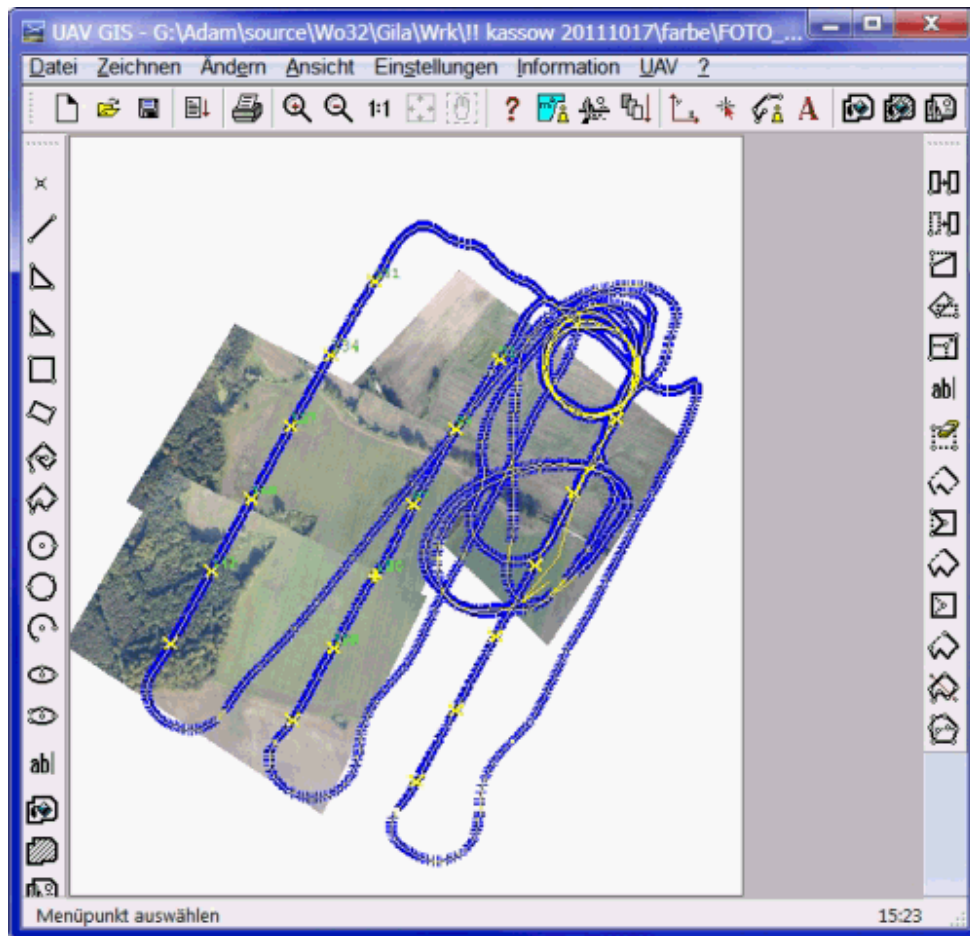 UAV GIS - G:\Adam\source\Wo32\Gila\Wrk\!! kassow 20111017\farbe\FOTO_...
Datei Zeichnen Ändern Ansicht Einstellungen Information UAV ?
1:1 ? A
ab|
ab|
Menüpunkt auswählen 15:23